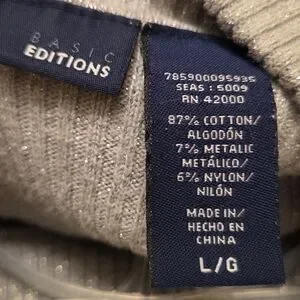 BASIC
EDITIONS
785900095935
SEAS : 5009
RN 42000
87% COTTON/
ALGODÓN
7% METALIC
METÁLICO/
6% NYLON/
NILÓN
MADE IN/
HECHO EN
CHINA
L/G